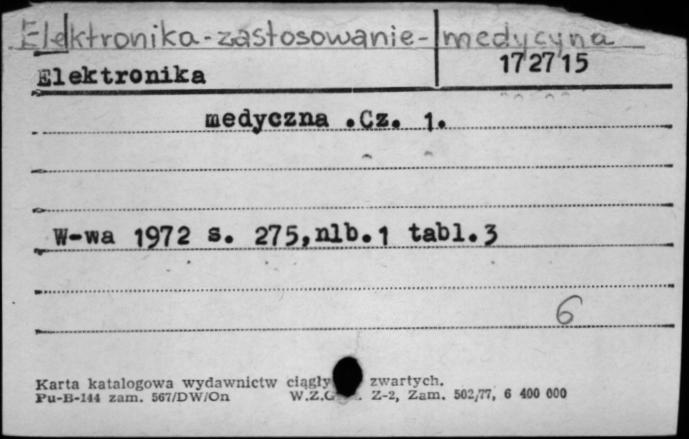 Elektronika-zastosowanie-medycyna
Elektronika
172715
medyczna .Cz. 1.
W-wa 1972 s. 275,nlb.1 tabl.3
6
Karta katalogowa wydawnictw ciągły zwartych.
Pu-B-144 zam. 567/DW/On W.Z.G Z-2, Zam. 502/77, 6 400 000